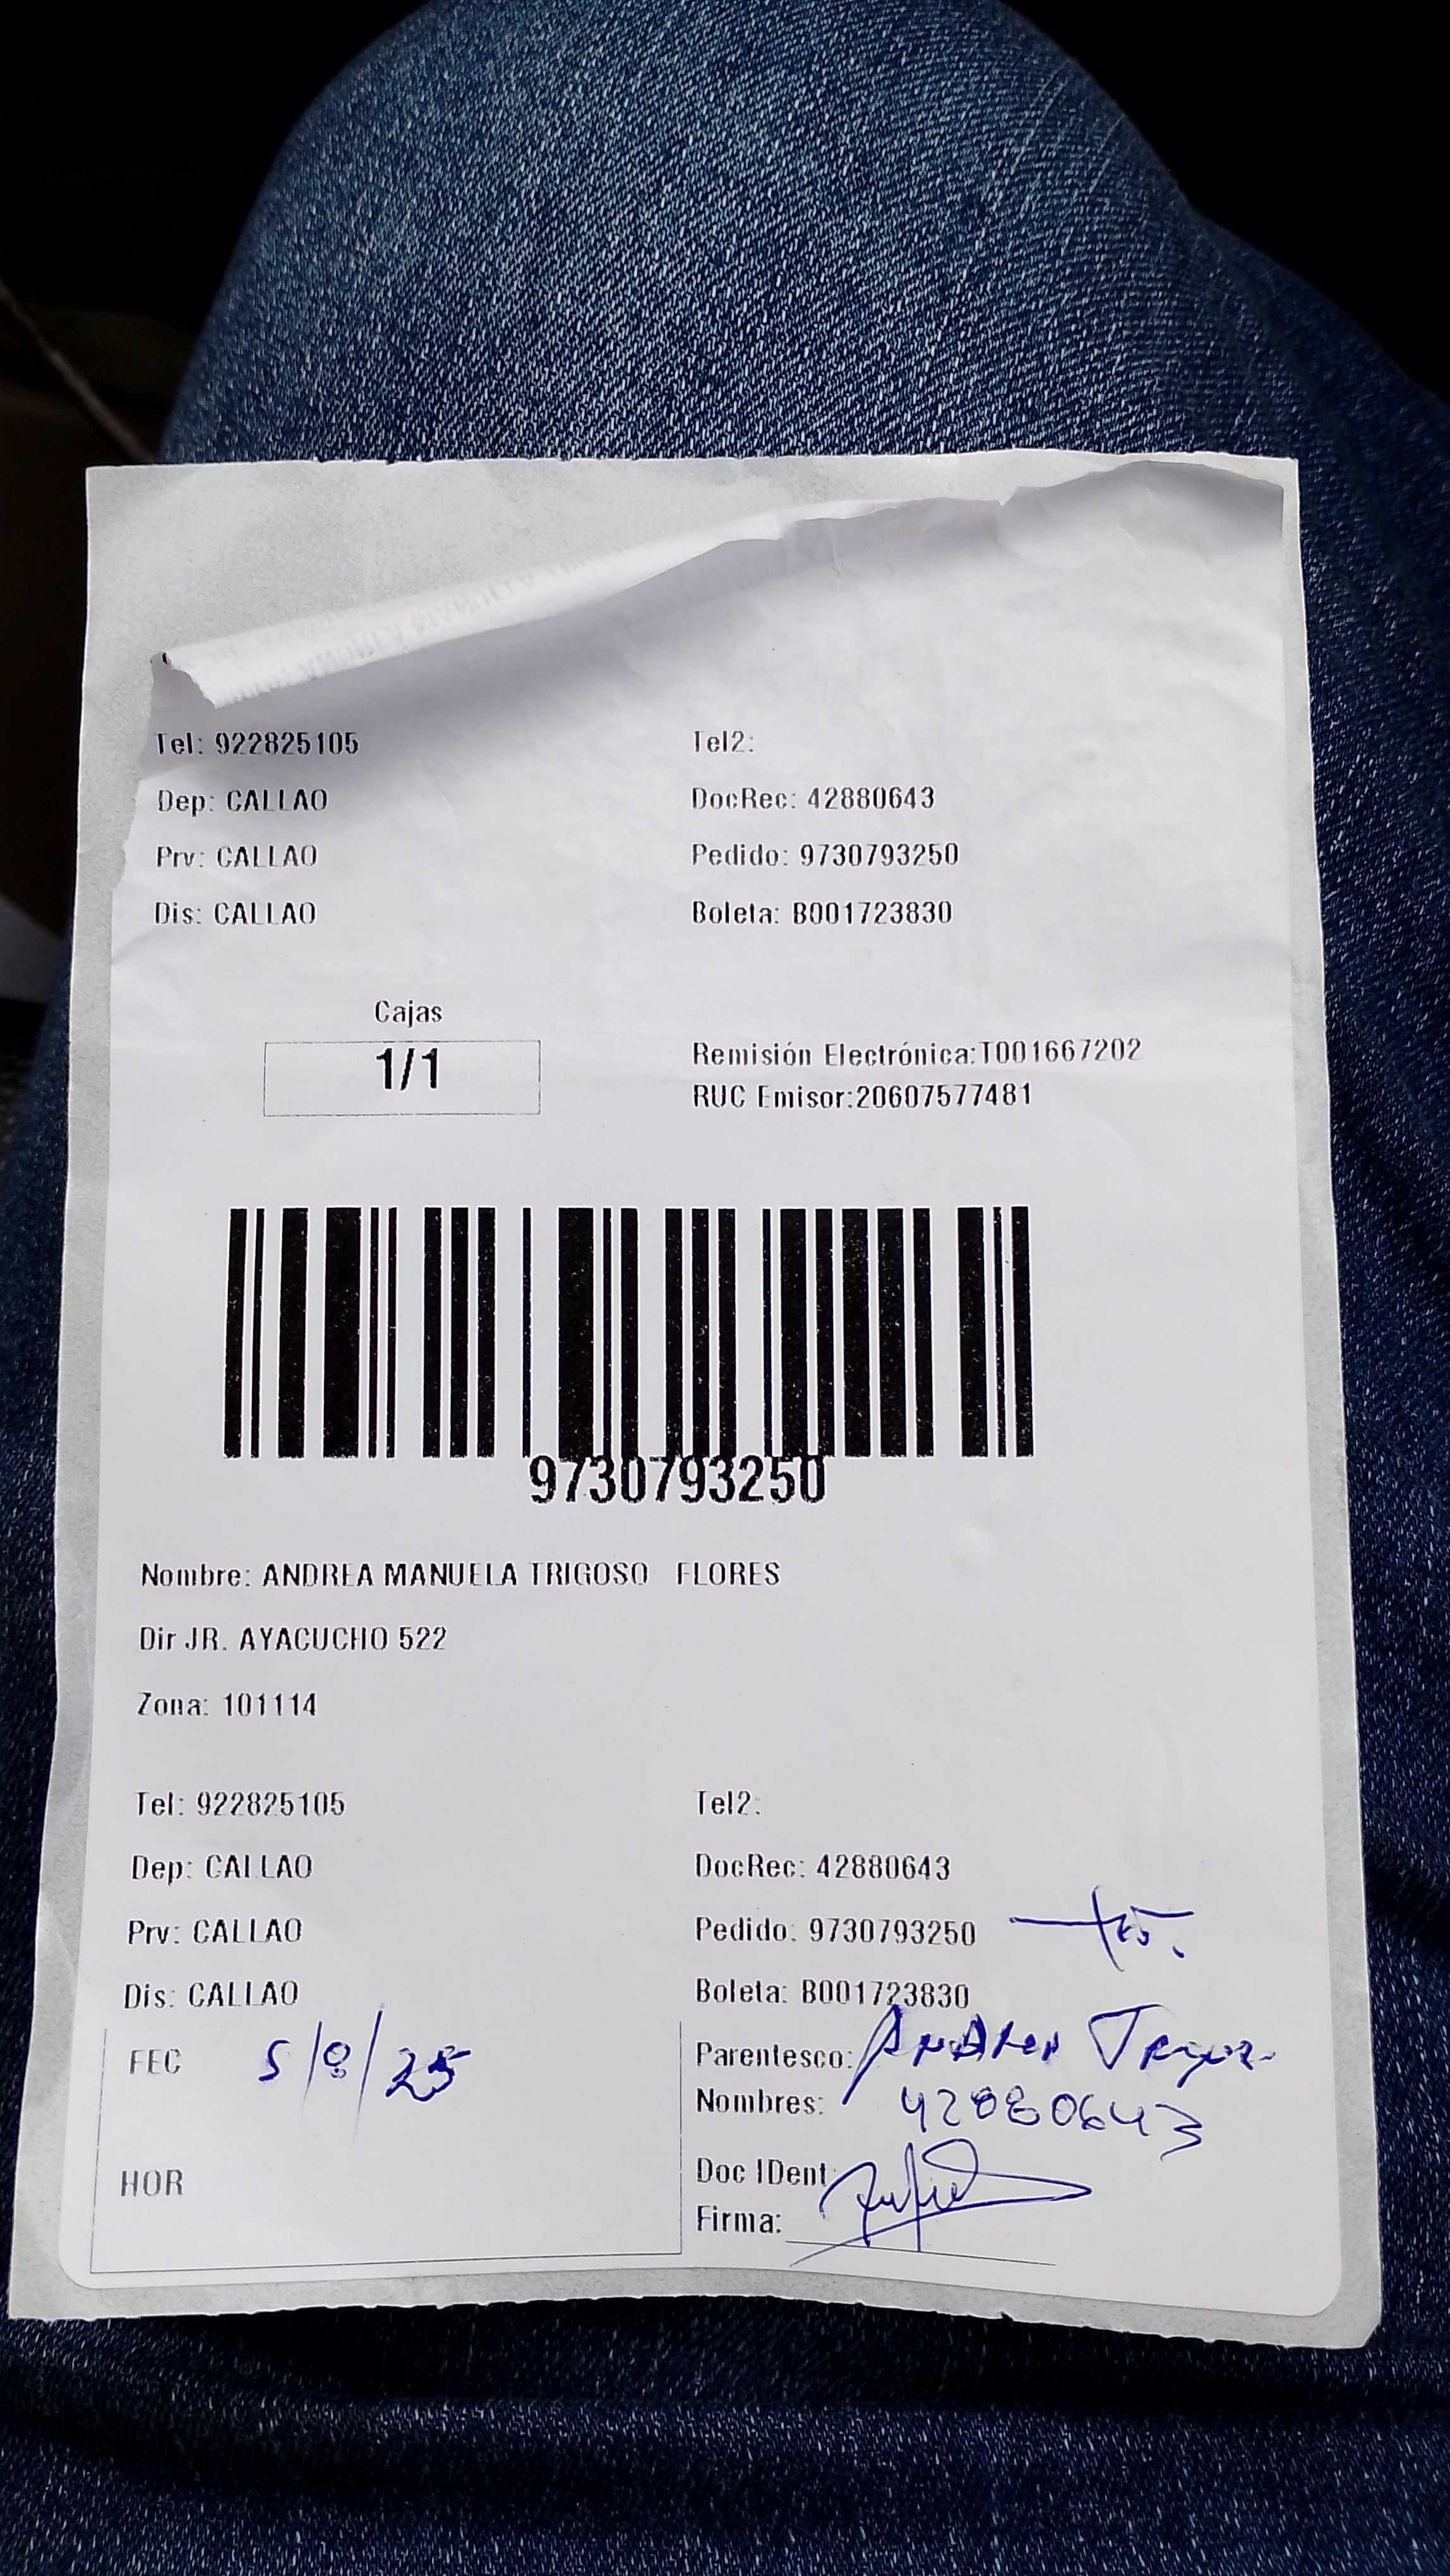 Tel: 922825105 Tel2:
Dep: CALLAO DocRec: 42880643
Prv: CALLAO Pedido: 9730793250
Dis: CALLAO Boleta: B001723830
Cajas
1/1
Remisión Electrónica:T001667202
RUC Emisor:20607577481
9730793250
Nombre: ANDREA MANUELA TRIGOSO FLORES
Dir JR. AYACUCHO 522
Zona: 101114
Tel: 922825105 Tel2:
Dep: CALLAO DocRec: 42880643
Prv: CALLAO Pedido: 9730793250
Dis: CALLAO Boleta: B001723830
FEC 5/8/25 Parentesco:
Nombres: 42880643
HOR Doc IDent
Firma: